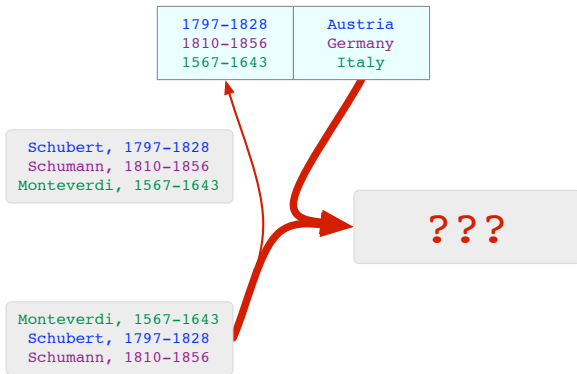 1797-1828 Austria
1810-1856 Germany
1567-1643 Italy
Schubert, 1797-1828
Schumann, 1810-1856
Monteverdi, 1567-1643
???
Monteverdi, 1567-1643
Schubert, 1797-1828
Schumann, 1810-1856